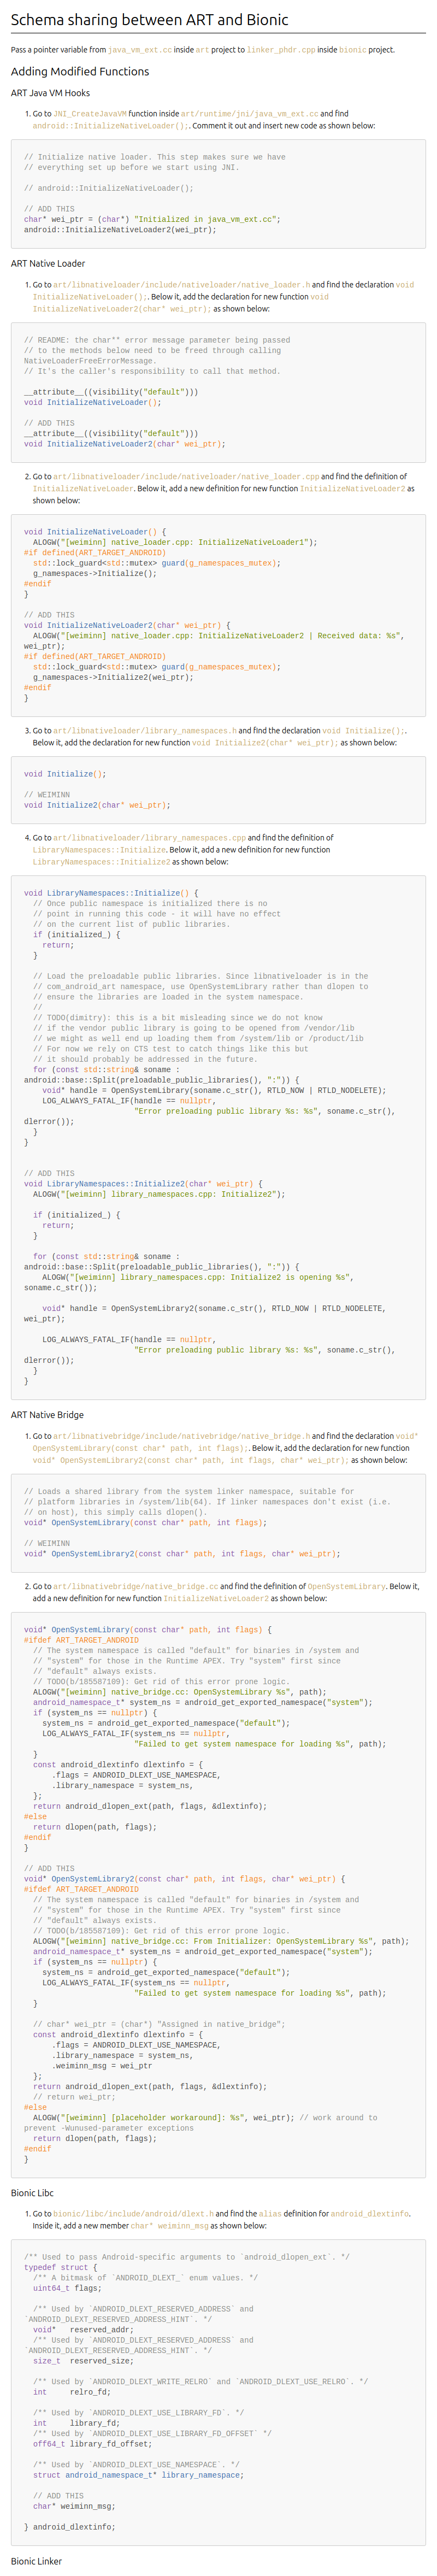 Schema sharing between ART and Bionic
Pass a pointer variable from java_vm_ext.cc inside art project to linker_phdr.cpp inside bionic project.
Adding Modified Functions
ART Java VM Hooks
1. Go to JNI_CreateJavaVM function inside art/runtime/jni/java_vm_ext.cc and find
android::InitializeNativeLoader();. Comment it out and insert new code as shown below:
// Initialize native loader. This step makes sure we have
// everything set up before we start using JNI.
// android::InitializeNativeLoader();
// ADD THIS
char* wei_ptr = (char*) "Initialized in java_vm_ext.cc";
android::InitializeNativeLoader2(wei_ptr);
ART Native Loader
1. Go to art/libnativeloader/include/nativeloader/native_loader.h and find the declaration void
InitializeNativeLoader();. Below it, add the declaration for new function void
InitializeNativeLoader2(char* wei_ptr); as shown below:
// README: the char** error message parameter being passed
// to the methods below need to be freed through calling
NativeLoaderFreeErrorMessage.
// It's the caller's responsibility to call that method.
__attribute__((visibility("default")))
void InitializeNativeLoader();
// ADD THIS
__attribute__((visibility("default")))
void InitializeNativeLoader2(char* wei_ptr);
2. Go to art/libnativeloader/include/nativeloader/native_loader.cpp and find the definition of
InitializeNativeLoader. Below it, add a new definition for new function InitializeNativeLoader2 as
shown below:
void InitializeNativeLoader() {
  ALOGW("[weiminn] native_loader.cpp: InitializeNativeLoader1");
#if defined(ART_TARGET_ANDROID)
  std::lock_guard<std::mutex> guard(g_namespaces_mutex);
  g_namespaces->Initialize();
#endif
}
// ADD THIS
void InitializeNativeLoader2(char* wei_ptr) {
  ALOGW("[weiminn] native_loader.cpp: InitializeNativeLoader2 | Received data: %s",
wei_ptr);
#if defined(ART_TARGET_ANDROID)
  std::lock_guard<std::mutex> guard(g_namespaces_mutex);
  g_namespaces->Initialize2(wei_ptr);
#endif
}
3. Go to art/libnativeloader/library_namespaces.h and find the declaration void Initialize();.
Below it, add the declaration for new function void Initialize2(char* wei_ptr); as shown below:
void Initialize();
// WEIMINN
void Initialize2(char* wei_ptr);
4. Go to art/libnativeloader/library_namespaces.cpp and find the definition of
LibraryNamespaces::Initialize. Below it, add a new definition for new function
LibraryNamespaces::Initialize2 as shown below:
void LibraryNamespaces::Initialize() {
  // Once public namespace is initialized there is no
  // point in running this code - it will have no effect
  // on the current list of public libraries.
  if (initialized_) {
    return;
  }
  // Load the preloadable public libraries. Since libnativeloader is in the
  // com_android_art namespace, use OpenSystemLibrary rather than dlopen to
  // ensure the libraries are loaded in the system namespace.
  //
  // TODO(dimitry): this is a bit misleading since we do not know
  // if the vendor public library is going to be opened from /vendor/lib
  // we might as well end up loading them from /system/lib or /product/lib
  // For now we rely on CTS test to catch things like this but
  // it should probably be addressed in the future.
  for (const std::string& soname :
android::base::Split(preloadable_public_libraries(), ":")) {
    void* handle = OpenSystemLibrary(soname.c_str(), RTLD_NOW | RTLD_NODELETE);
    LOG_ALWAYS_FATAL_IF(handle == nullptr,
                        "Error preloading public library %s: %s", soname.c_str(),
dlerror());
  }
}
// ADD THIS
void LibraryNamespaces::Initialize2(char* wei_ptr) {
  ALOGW("[weiminn] library_namespaces.cpp: Initialize2");
  if (initialized_) {
    return;
  }
  for (const std::string& soname :
android::base::Split(preloadable_public_libraries(), ":")) {
    ALOGW("[weiminn] library_namespaces.cpp: Initialize2 is opening %s",
soname.c_str());
    void* handle = OpenSystemLibrary2(soname.c_str(), RTLD_NOW | RTLD_NODELETE,
wei_ptr);
    LOG_ALWAYS_FATAL_IF(handle == nullptr,
                        "Error preloading public library %s: %s", soname.c_str(),
dlerror());
  }
}
ART Native Bridge
1. Go to art/libnativebridge/include/nativebridge/native_bridge.h and find the declaration void*
OpenSystemLibrary(const char* path, int flags);. Below it, add the declaration for new function
void* OpenSystemLibrary2(const char* path, int flags, char* wei_ptr); as shown below:
// Loads a shared library from the system linker namespace, suitable for
// platform libraries in /system/lib(64). If linker namespaces don't exist (i.e.
// on host), this simply calls dlopen().
void* OpenSystemLibrary(const char* path, int flags);
// WEIMINN
void* OpenSystemLibrary2(const char* path, int flags, char* wei_ptr);
2. Go to art/libnativebridge/native_bridge.cc and find the definition of OpenSystemLibrary. Below it,
add a new definition for new function InitializeNativeLoader2 as shown below:
void* OpenSystemLibrary(const char* path, int flags) {
#ifdef ART_TARGET_ANDROID
  // The system namespace is called "default" for binaries in /system and
  // "system" for those in the Runtime APEX. Try "system" first since
  // "default" always exists.
  // TODO(b/185587109): Get rid of this error prone logic.
  ALOGW("[weiminn] native_bridge.cc: OpenSystemLibrary %s", path);
  android_namespace_t* system_ns = android_get_exported_namespace("system");
  if (system_ns == nullptr) {
    system_ns = android_get_exported_namespace("default");
    LOG_ALWAYS_FATAL_IF(system_ns == nullptr,
                        "Failed to get system namespace for loading %s", path);
  }
  const android_dlextinfo dlextinfo = {
      .flags = ANDROID_DLEXT_USE_NAMESPACE,
      .library_namespace = system_ns,
  };
  return android_dlopen_ext(path, flags, &dlextinfo);
#else
  return dlopen(path, flags);
#endif
}
// ADD THIS
void* OpenSystemLibrary2(const char* path, int flags, char* wei_ptr) {
#ifdef ART_TARGET_ANDROID
  // The system namespace is called "default" for binaries in /system and
  // "system" for those in the Runtime APEX. Try "system" first since
  // "default" always exists.
  // TODO(b/185587109): Get rid of this error prone logic.
  ALOGW("[weiminn] native_bridge.cc: From Initializer: OpenSystemLibrary %s", path);
  android_namespace_t* system_ns = android_get_exported_namespace("system");
  if (system_ns == nullptr) {
    system_ns = android_get_exported_namespace("default");
    LOG_ALWAYS_FATAL_IF(system_ns == nullptr,
                        "Failed to get system namespace for loading %s", path);
  }
  // char* wei_ptr = (char*) "Assigned in native_bridge";
  const android_dlextinfo dlextinfo = {
      .flags = ANDROID_DLEXT_USE_NAMESPACE,
      .library_namespace = system_ns,
      .weiminn_msg = wei_ptr
  };
  return android_dlopen_ext(path, flags, &dlextinfo);
  // return wei_ptr;
#else
  ALOGW("[weiminn] [placeholder workaround]: %s", wei_ptr); // work around to
prevent -Wunused-parameter exceptions
  return dlopen(path, flags);
#endif
}
Bionic Libc
1. Go to bionic/libc/include/android/dlext.h and find the alias definition for android_dlextinfo.
Inside it, add a new member char* weiminn_msg as shown below:
/** Used to pass Android-specific arguments to `android_dlopen_ext`. */
typedef struct {
  /** A bitmask of `ANDROID_DLEXT_` enum values. */
  uint64_t flags;
  /** Used by `ANDROID_DLEXT_RESERVED_ADDRESS` and
`ANDROID_DLEXT_RESERVED_ADDRESS_HINT`. */
  void*   reserved_addr;
  /** Used by `ANDROID_DLEXT_RESERVED_ADDRESS` and
`ANDROID_DLEXT_RESERVED_ADDRESS_HINT`. */
  size_t  reserved_size;
  /** Used by `ANDROID_DLEXT_WRITE_RELRO` and `ANDROID_DLEXT_USE_RELRO`. */
  int     relro_fd;
  /** Used by `ANDROID_DLEXT_USE_LIBRARY_FD`. */
  int     library_fd;
  /** Used by `ANDROID_DLEXT_USE_LIBRARY_FD_OFFSET` */
  off64_t library_fd_offset;
  /** Used by `ANDROID_DLEXT_USE_NAMESPACE`. */
  struct android_namespace_t* library_namespace;
  // ADD THIS
  char* weiminn_msg;
} android_dlextinfo;
Bionic Linker